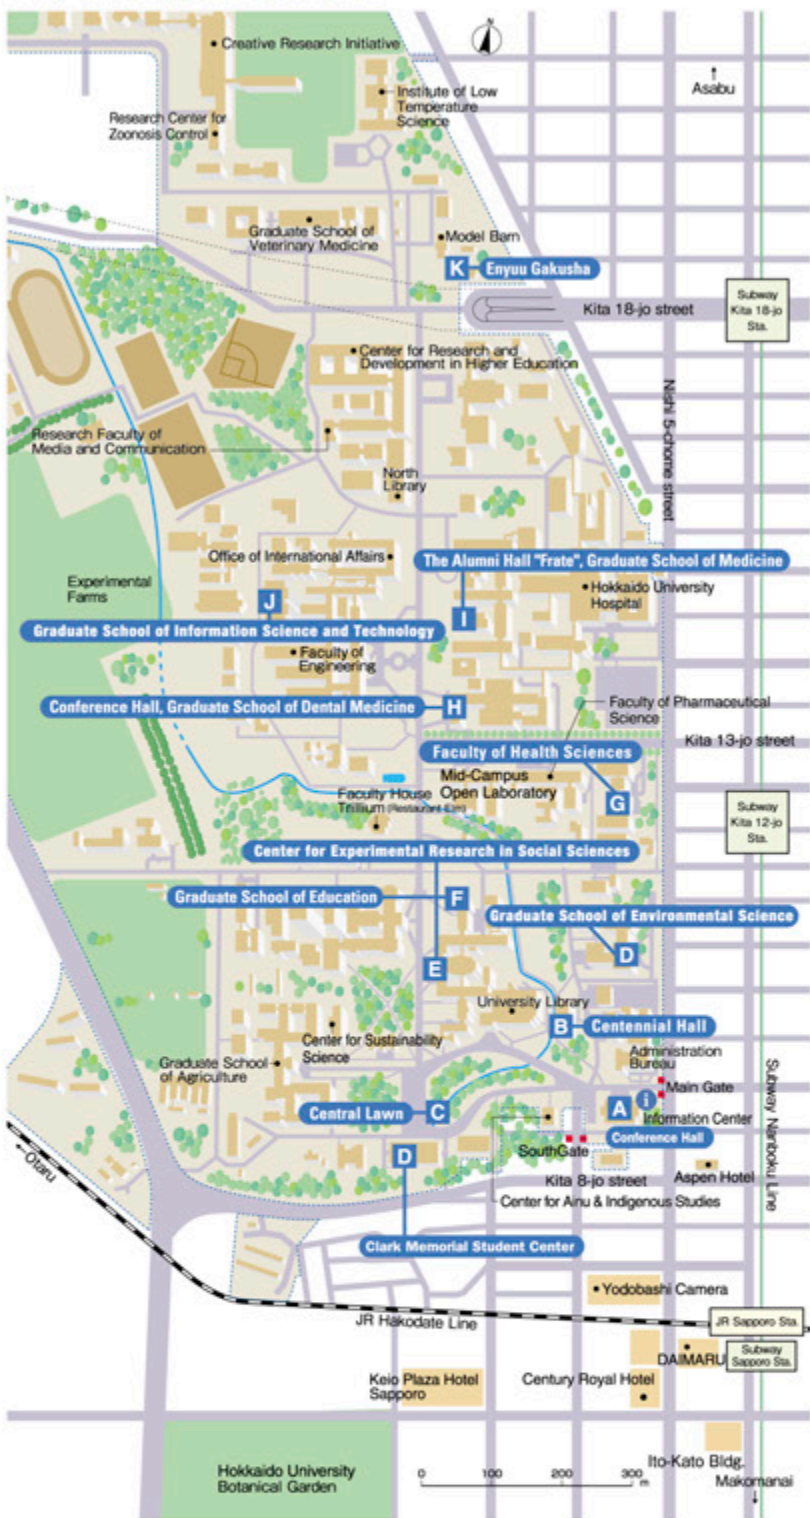 N
Creative Research Initiative
Asabu
Institute of Low
Temperature
Science
Research Center for
Zoonosis Control
Graduate School of
Veterinary Medicine
Model Barn
K
Enyuu Gakusha
Subway
Kita 18-jo
Sta.
Kita 18-jo street
Center for Research and
Development in Higher Education
Nishi 5-chome street
Research Faculty of
Media and Communication
North
Library
Office of International Affairs
The Alumni Hall "Frate", Graduate School of Medicine
Experimental
Farms
Hokkaido University
Hospital
J
I
Graduate School of Information Science and Technology
Faculty of
Engineering
Conference Hall, Graduate School of Dental Medicine
H
Faculty of Pharmaceutical
Science
Kita 13-jo street
Faculty of Health Sciences
Mid-Campus
Open Laboratory
G
Faculty House
Trillium (Restaurant Elm)
Subway
Kita 12-jo
Sta.
Center for Experimental Research in Social Sciences
Graduate School of Education
F
Graduate School of Environmental Science
D
E
University Library
B
Centennial Hall
Center for Sustainability
Science
Administration
Bureau
Graduate School
of Agriculture
Main Gate
Central Lawn
C
A
i
Information Center
Conference Hall
D
SouthGate
Subway Nanboku Line
Otaru
Kita 8-jo street
Aspen Hotel
Center for Ainu & Indigenous Studies
Clark Memorial Student Center
Yodobashi Camera
JR Hakodate Line
JR Sapporo Sta.
DAIMARU
Subway
Sapporo Sta.
Keio Plaza Hotel
Sapporo
Century Royal Hotel
Ito-Kato Bldg.
Hokkaido University
Botanical Garden
0 100 200 300
m
Makomanai